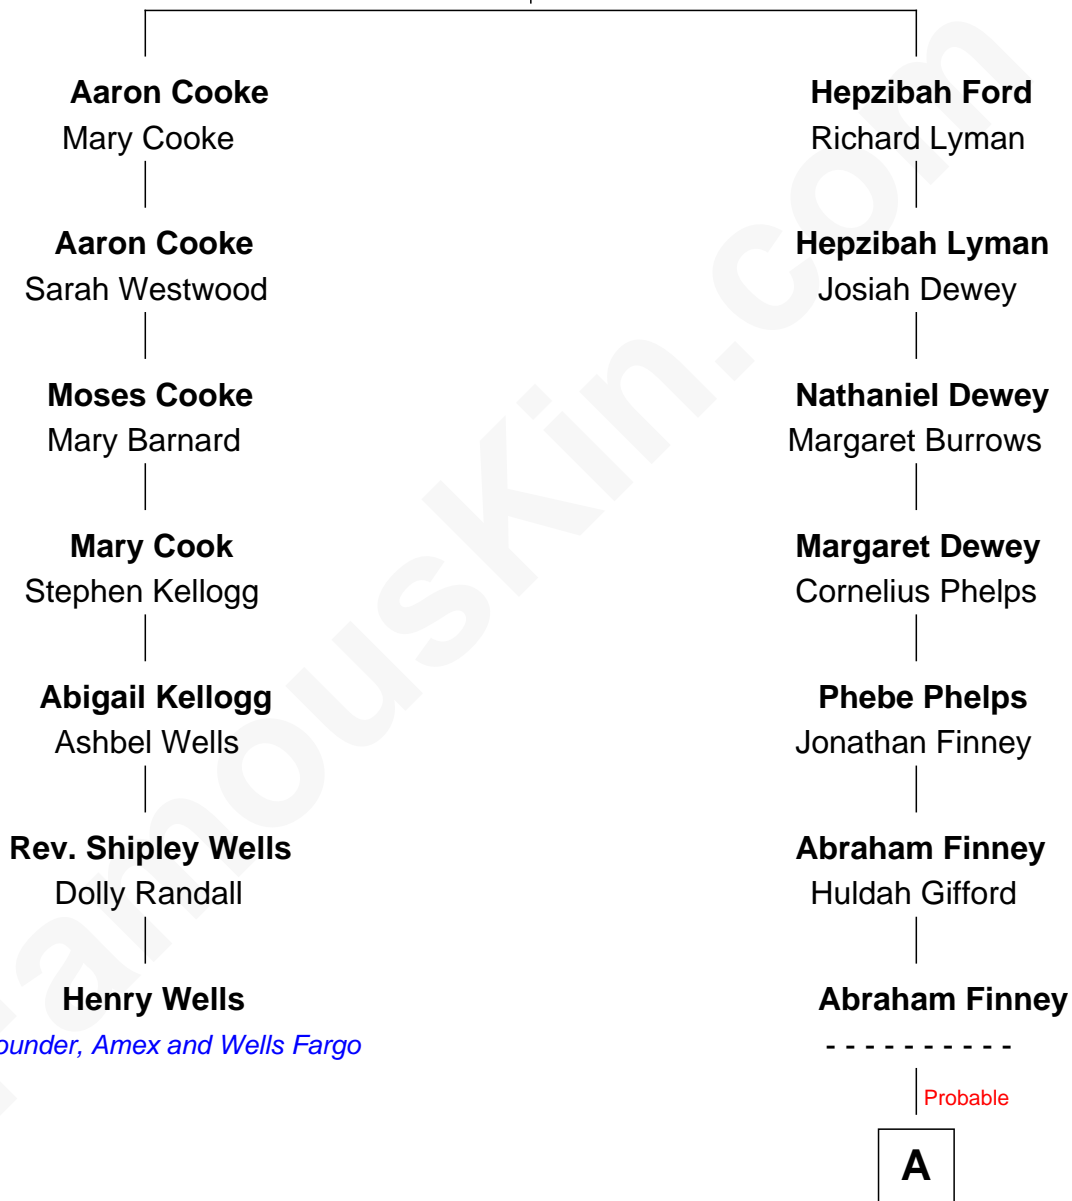 Aaron Cooke
Mary Cooke
Hepzibah Ford
Richard Lyman
Aaron Cooke
Sarah Westwood
Hepzibah Lyman
Josiah Dewey
Moses Cooke
Mary Barnard
Nathaniel Dewey
Margaret Burrows
Mary Cook
Stephen Kellogg
Margaret Dewey
Cornelius Phelps
Abigail Kellogg
Ashbel Wells
Phebe Phelps
Jonathan Finney
Rev. Shipley Wells
Dolly Randall
Abraham Finney
Huldah Gifford
Henry Wells
ounder, Amex and Wells Fargo
Abraham Finney
- - - - - - - - - -
Probable
A
FamousKin.com